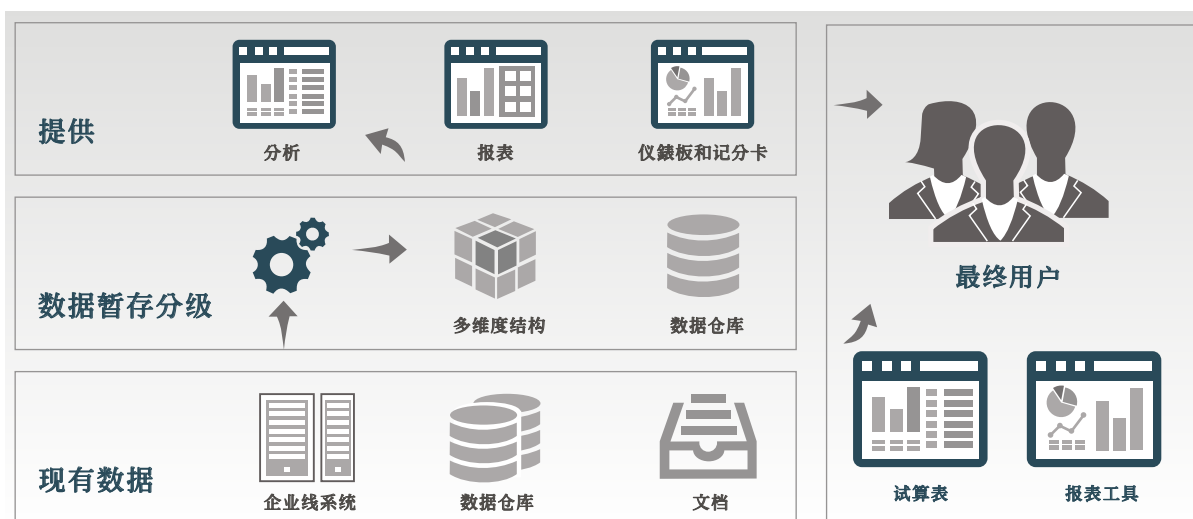 提供
分析
报表
仪錶板和记分卡
数据暂存分级
多维度结构
数据仓库
现有数据
企业线系统
数据仓库
文档
最终用户
试算表
报表工具